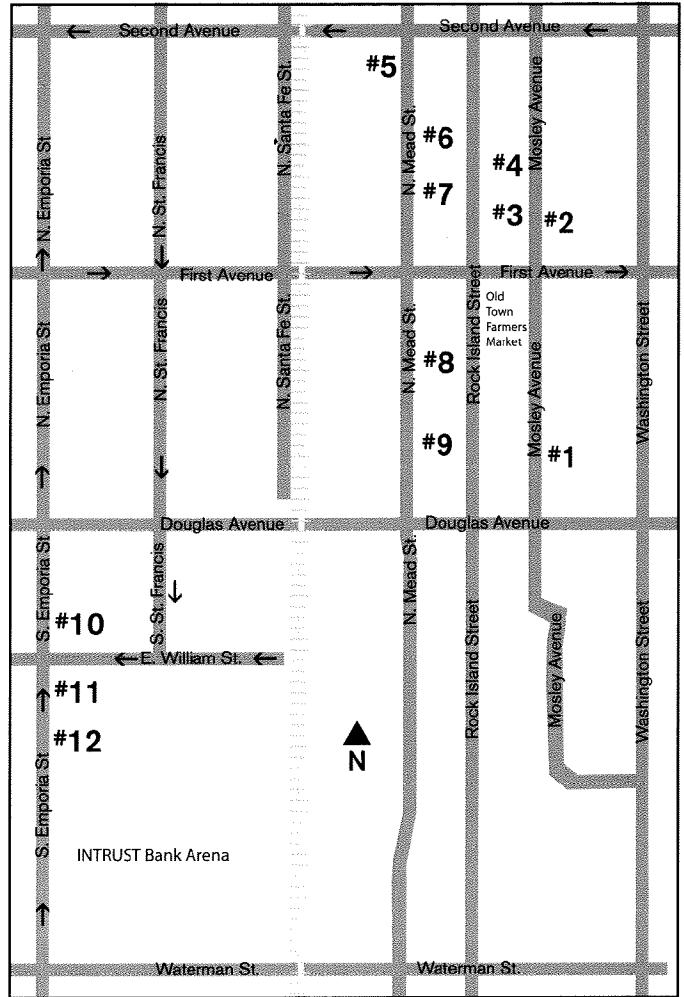 Second Avenue
Second Avenue
#5
N. Santa Fe St.
Mosley Avenue
#6
N. Mead St.
#4
N. Emporia St
N. St. Francis
#7
#3
#2
First Avenue
First Avenue
Old
Town
Farmers
Market
N. Emporia St
N. St. Francis
N. Santa Fe St.
N. Mead St.
Rock Island Street
#8
Mosley Avenue
Washington Street
#9
#1
Douglas Avenue
Douglas Avenue
S. Emporia St
S. St. Francis
N. Mead St.
#10
E. William St.
Rock Island Street
Mosley Avenue
Washington Street
#11
#12
N
S. Emporia St
INTRUST Bank Arena
Waterman St.
Waterman St.